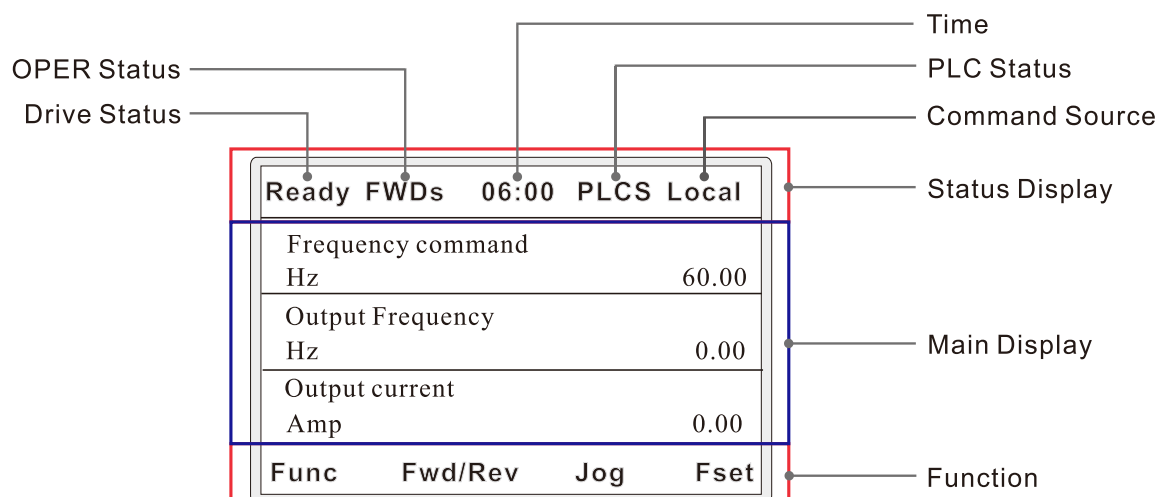 Time
OPER Status
PLC Status
Drive Status
Command Source
Ready FWDs 06:00 PLCS Local
Status Display
Frequency command
Hz 60.00
Output Frequency
Hz 0.00
Main Display
Output current
Amp 0.00
Func Fwd/Rev Jog Fset
Function